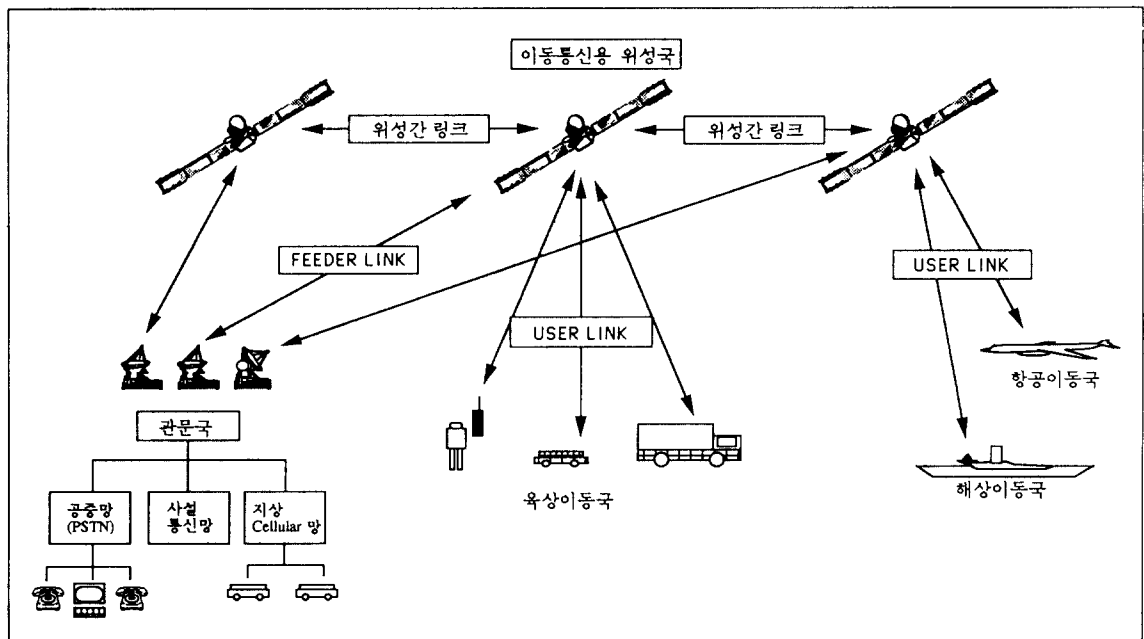 이동통신용 위성국
위성간 링크
위성간 링크
FEEDER LINK
USER LINK
USER LINK
항공이동국
관문국
육상이동국
해상이동국
공중망
(PSTN)
사설
통신망
지상
Cellular 망